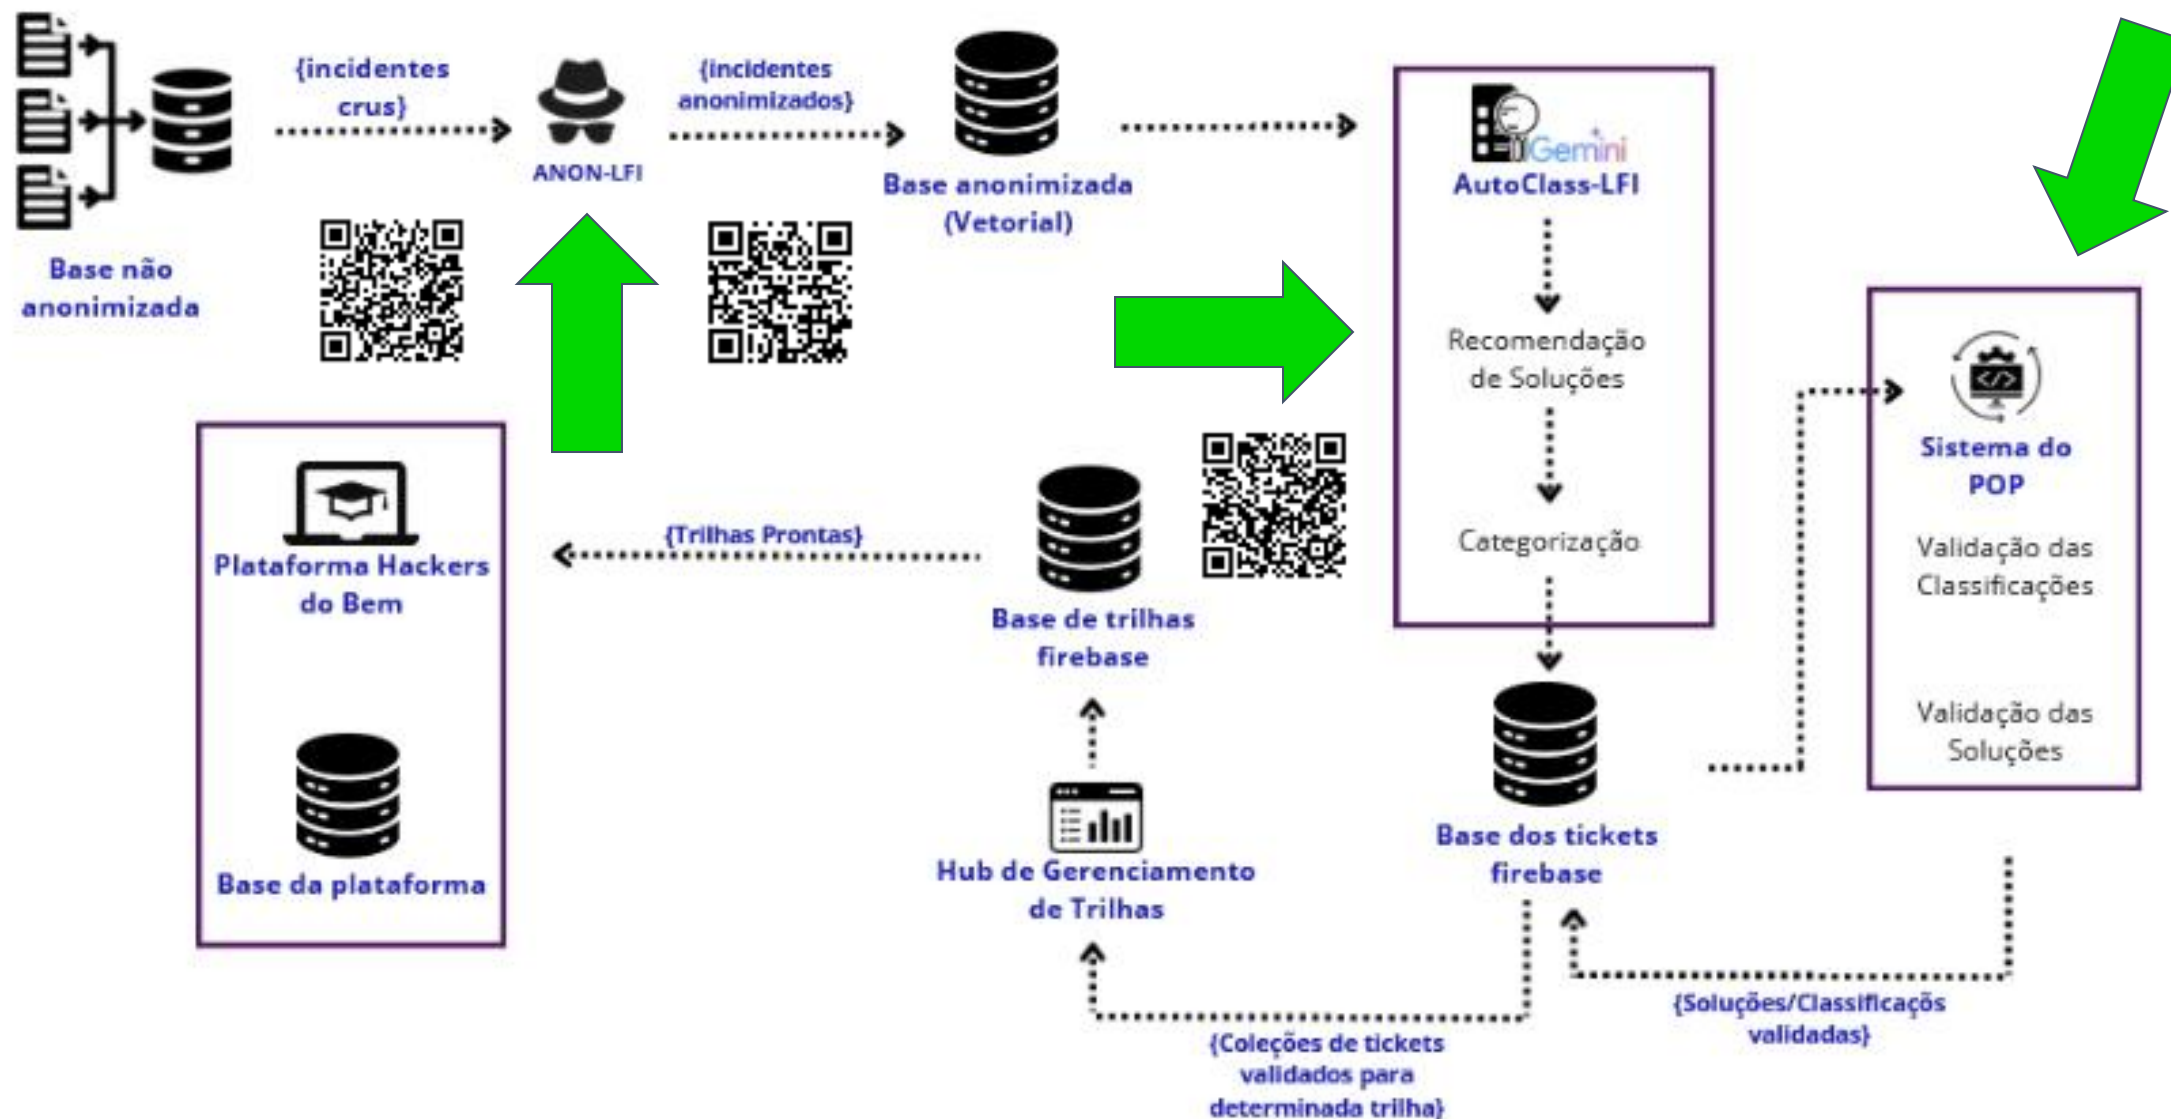 {incidentes
crus}
ANON-LFI
{incidentes
anonimizados}
Base não
anonimizada
Base anonimizada
(Vetorial)
Gemini
AutoClass-LFI
Recomendação
de Soluções
Categorização
Sistema do
POP
Validação das
Classificações
Validação das
Soluções
Plataforma Hackers
do Bem
Base da plataforma
{Trilhas Prontas}
Base de trilhas
firebase
Hub de Gerenciamento
de Trilhas
Base dos tickets
firebase
{Soluções/Classificaçõs
validadas}
{Coleções de tickets
validados para
determinada trilha}